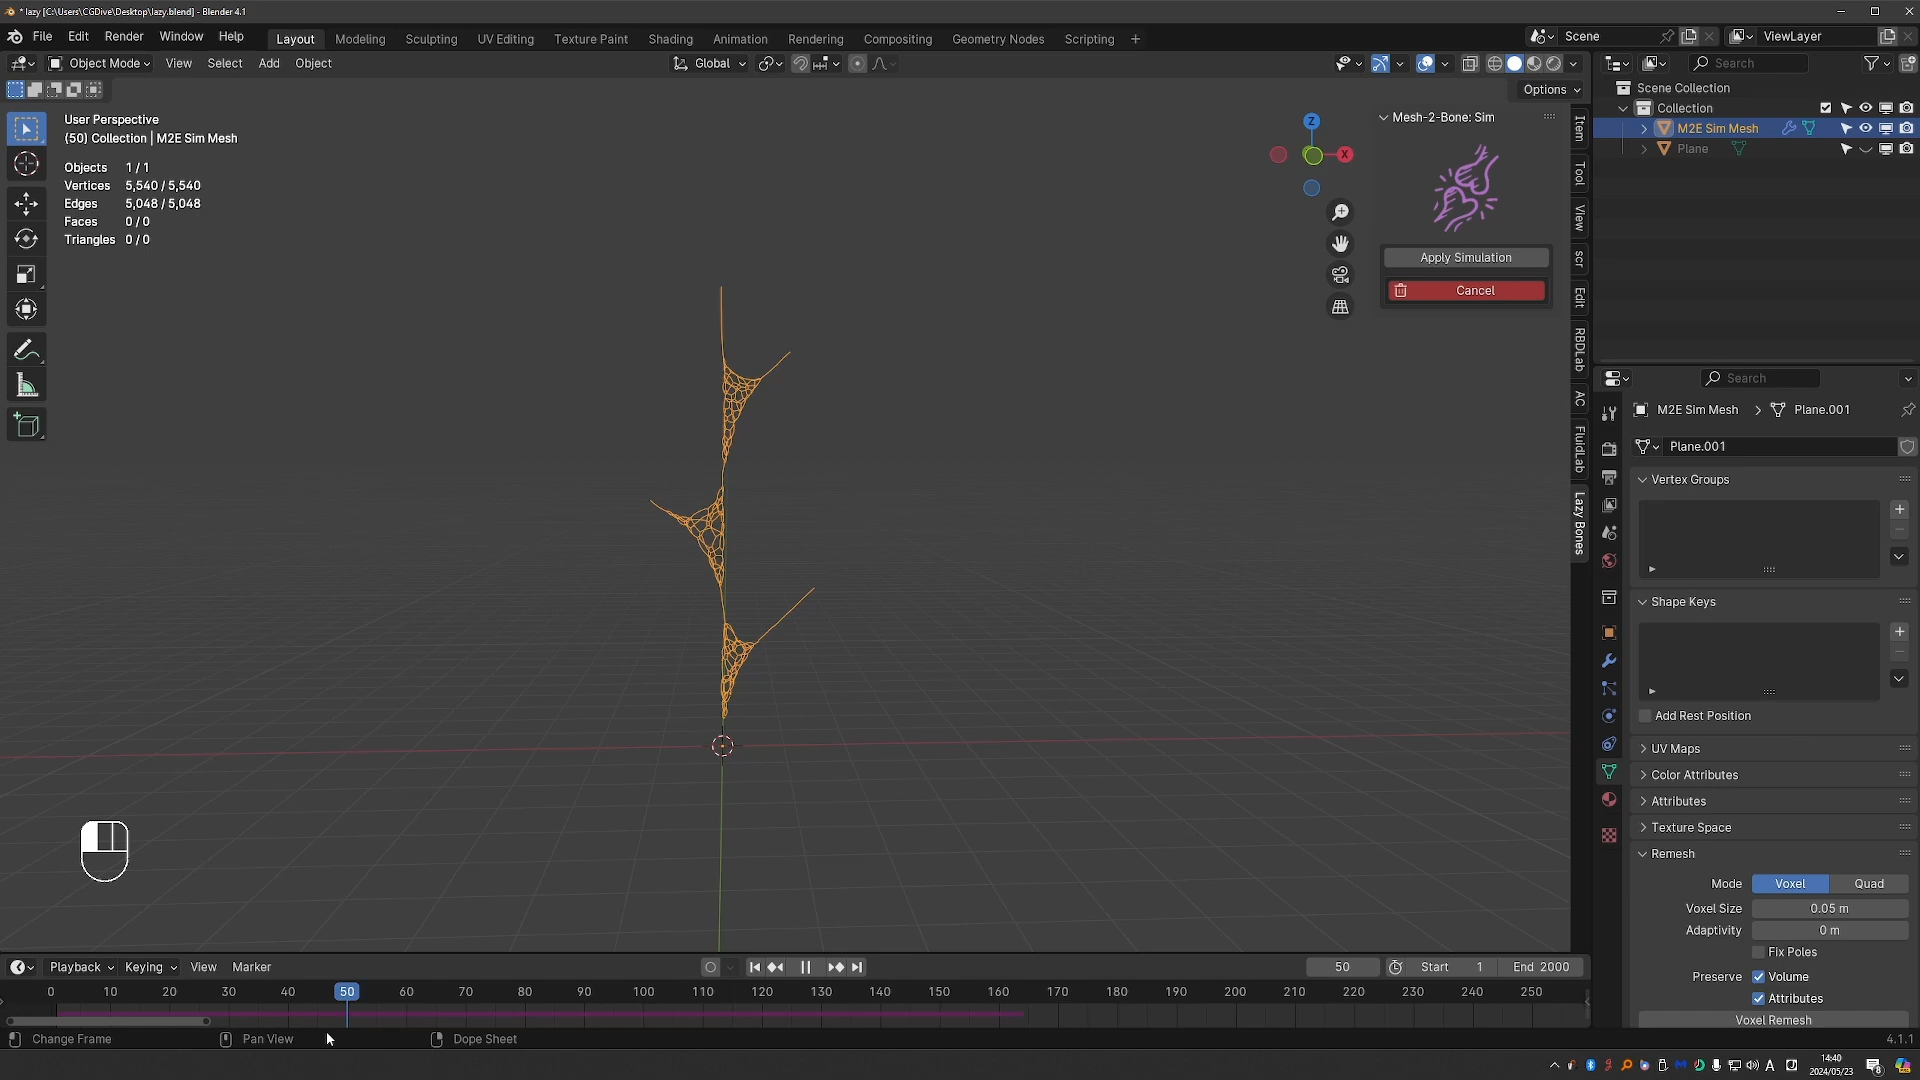 * lazy [C:\Users\CGDive\Desktop\lazy.blend] - Blender 4.1
File Edit Render Window Help Layout Modeling Sculpting UV Editing Texture Paint Shading Animation Rendering Compositing Geometry Nodes Scripting + Scene ViewLayer
Object Mode View Select Add Object Global Search
Options
User Perspective
(50) Collection | M2E Sim Mesh
Objects 1 / 1
Vertices 5,540 / 5,540
Edges 5,048 / 5,048
Faces 0 / 0
Triangles 0 / 0
Z
X
Mesh-2-Bone: Sim
Apply Simulation
Cancel
Item
Tool
View
scr
Edit
RBDLab
AC
FluidLab
Lazy Bones
Scene Collection
Collection
M2E Sim Mesh
Plane
Search
M2E Sim Mesh > Plane.001
Plane.001
Vertex Groups
Shape Keys
Add Rest Position
UV Maps
Color Attributes
Attributes
Texture Space
Remesh
Mode Voxel Quad
Voxel Size 0.05 m
Adaptivity 0 m
Fix Poles
Preserve Volume
Attributes
Voxel Remesh
Playback Keying View Marker 50 Start 1 End 2000
0 10 20 30 40 50 60 70 80 90 100 110 120 130 140 150 160 170 180 190 200 210 220 230 240 250
Change Frame Pan View Dope Sheet 4.1.1
A 14:40
2024/05/23
8